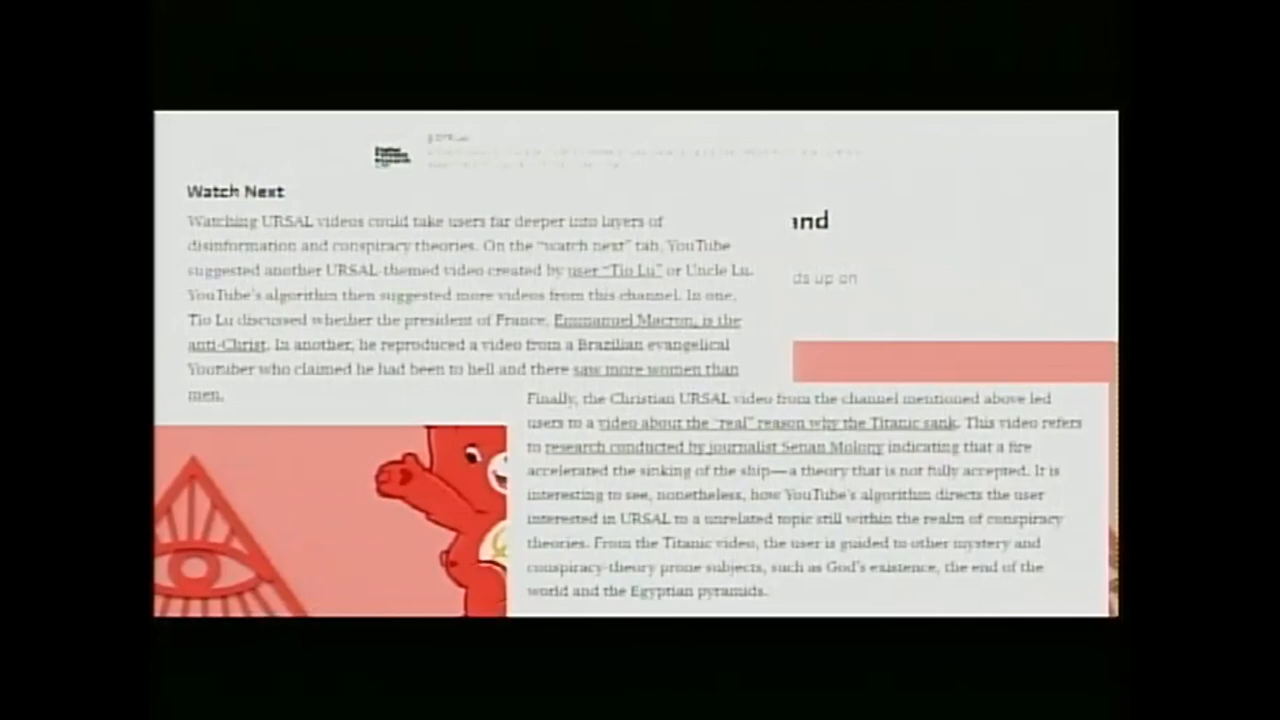 Digital
Forensic
Research
Watch Next
Watching URSAL videos could take users far deeper into layers of
disinformation and conspiracy theories. On the "watch next" tab, YouTube
suggested another URSAL-themed video created by user "Tio Lu" or Uncle Lu.
YouTube's algorithm then suggested more videos from this channel. In one,
Tio Lu discussed whether the president of France, Emmanuel Macron, is the
anti-Christ. In another, he reproduced a video from a Brazilian evangelical
Youtuber who claimed he had been to hell and there saw more women than
men.
and
ds up on
Finally, the Christian URSAL video from the channel mentioned above led
users to a video about the "real" reason why the Titanic sank. This video refers
to research conducted by journalist Senan Molony indicating that a fire
accelerated the sinking of the ship—a theory that is not fully accepted. It is
interesting to see, nonetheless, how YouTube's algorithm directs the user
interested in URSAL to a unrelated topic still within the realm of conspiracy
theories. From the Titanic video, the user is guided to other mystery and
conspiracy-theory prone subjects, such as God's existence, the end of the
world and the Egyptian pyramids.